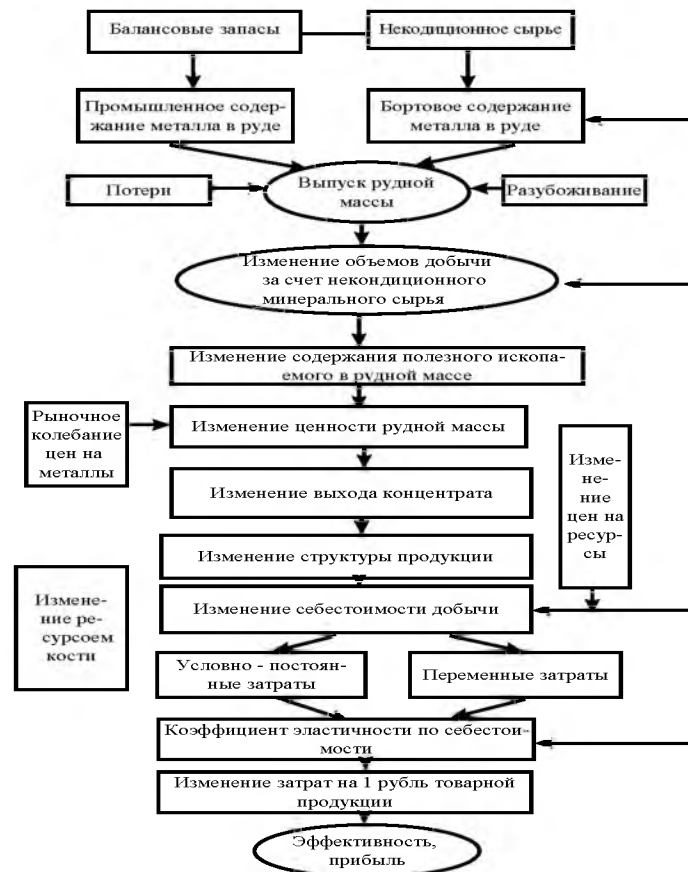 Балансовые запасы
Некодиционное сырье
Промышленное содер-
жание металла в руде
Бортовое содержание
металла в руде
Потери
Выпуск рудной
массы
Разубоживание
Изменение объемов добычи
за счет некондиционного
минерального сырья
Изменение содержания полезного ископа-
емого в рудной массе
Рыночное
колебание
цен на
металлы
Изменение ценности рудной массы
Изме-
не-
ние
цен на
ресур-
сы
Изменение выхода концентрата
Изменение структуры продукции
Измене-
ние ре-
сурсоем
кости
Изменение себестоимости добычи
Условно - постоян-
ные затраты
Переменные затраты
Коэффициент эластичности по себестои-
мости
Изменение затрат на 1 рубль товарной
продукции
Эффективность,
прибыль